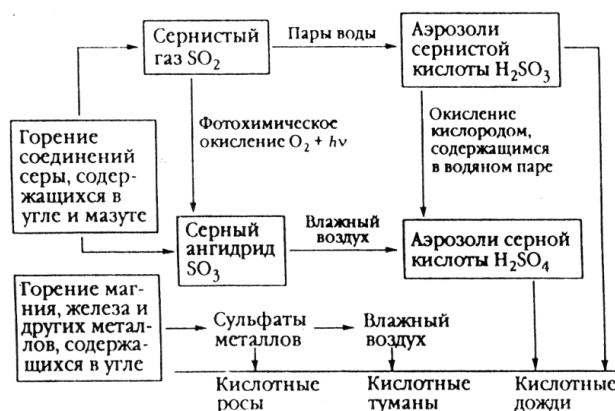 Сернистый
газ SO2
Пары воды
Аэрозоли
сернистой
кислоты H2SO3
Горение
соединений
серы, содер-
жащихся в
угле и мазуте
Фотохимическое
окисление O2 + hν
Окисление
кислородом,
содержащимся
в водяном паре
Серный
ангидрид
SO3
Влажный
воздух
Аэрозоли серной
кислоты H2SO4
Горение маг-
ния, железа и
других метал-
лов, содержа-
щихся в угле
Сульфаты
металлов
Влажный
воздух
Кислотные
росы
Кислотные
туманы
Кислотные
дожди